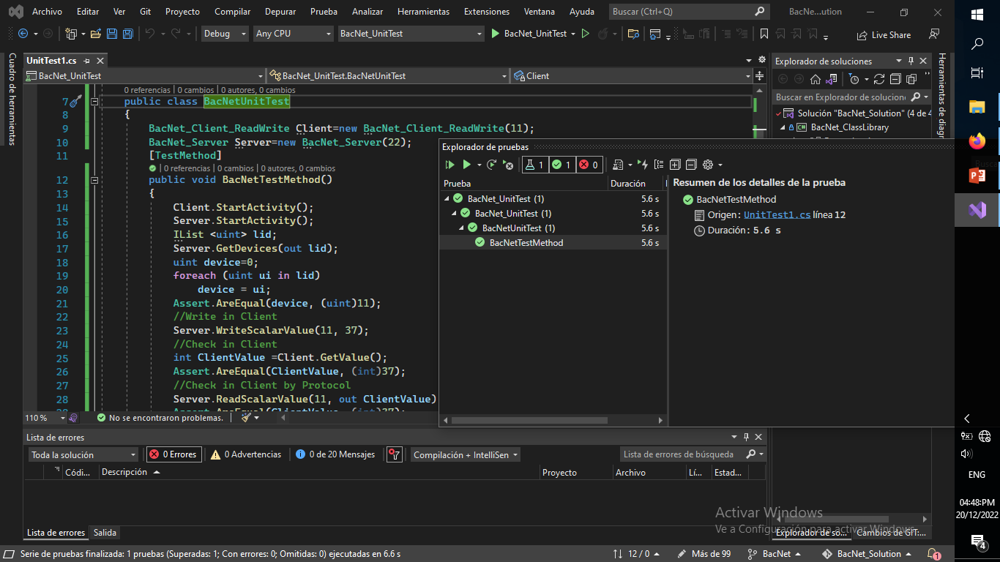 Archivo Editar Ver Git Proyecto Compilar Depurar Prueba Analizar Herramientas Extensiones Ventana Ayuda Buscar (Ctrl+Q) BacNe...ution
Debug Any CPU BacNet_UnitTest BacNet_UnitTest Live Share
Cuadro de herramientas
UnitTest1.cs
BacNet_UnitTest BacNet_UnitTest.BacNetUnitTest Client
0 referencias | 0 cambios | 0 autores, 0 cambios
7 public class BacNetUnitTest
8 {
9 BacNet_Client_ReadWrite Client=new BacNet_Client_ReadWrite(11);
10 BacNet_Server Server=new BacNet_Server(22);
11 [TestMethod]
0 referencias | 0 cambios | 0 autores, 0 cambios
12 public void BacNetTestMethod()
13 {
14 Client.StartActivity();
15 Server.StartActivity();
16 IList <uint> lid;
17 Server.GetDevices(out lid);
18 uint device=0;
19 foreach (uint ui in lid)
20 device = ui;
21 Assert.AreEqual(device, (uint)11);
22 //Write in Client
23 Server.WriteScalarValue(11, 37);
24 //Check in Client
25 int ClientValue =Client.GetValue();
26 Assert.AreEqual(ClientValue, (int)37);
27 //Check in Client by Protocol
28 Server.ReadScalarValue(11, out ClientValue)
110 % No se encontraron problemas.
Explorador de pruebas
1 1 0
Prueba Duración
BacNet_UnitTest (1) 5.6 s
BacNet_UnitTest (1) 5.6 s
BacNetUnitTest (1) 5.6 s
BacNetTestMethod 5.6 s
Resumen de los detalles de la prueba
BacNetTestMethod
Origen: UnitTest1.cs línea 12
Duración: 5.6 s
Explorador de soluciones
Buscar en Explorador de solucione
Solución "BacNet_Solution" (4 de 4
BacNet_ClassLibrary
Herramientas de diagr
Lista de errores
Toda la solución 0 Errores 0 Advertencias 0 de 20 Mensajes Compilación + IntelliSen Lista de errores de búsqueda
Códi... Descripción Proyecto Archivo Lí... Estad...
Lista de errores Salida
Explorador de so... Cambios de GIT:...
Activar Windows
Ve a Configuración para activar Windows.
Serie de pruebas finalizada: 1 pruebas (Superadas: 1; Con errores: 0; Omitidas: 0) ejecutadas en 6.6 s 12 / 0 Más de 99 BacNet BacNet_Solution 1
ENG
04:48:PM
20/12/2022
4